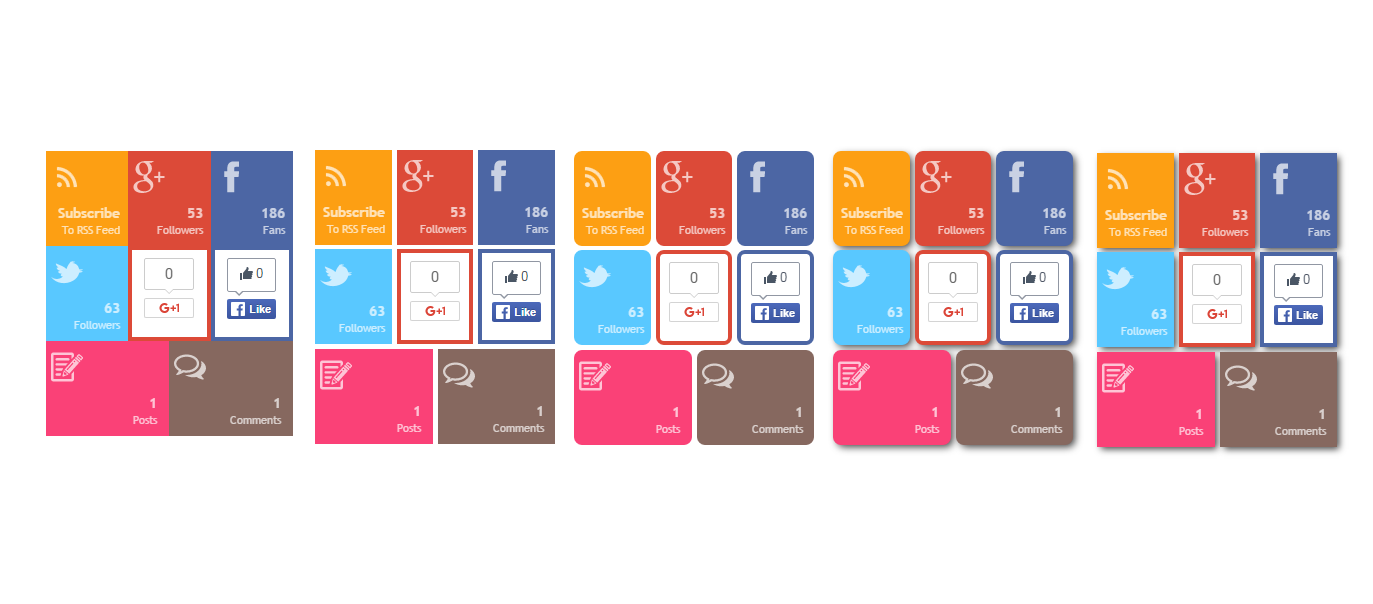 g+ f
53 186
Subscribe
To RSS Feed Followers Fans
0 0
63 G+1 f Like
Followers
1 1
Posts Comments
g+ f
53 186
Subscribe
To RSS Feed Followers Fans
0 0
63 G+1 f Like
Followers
1 1
Posts Comments
g+ f
53 186
Subscribe
To RSS Feed Followers Fans
0 0
63 G+1 f Like
Followers
1 1
Posts Comments
g+ f
53 186
Subscribe
To RSS Feed Followers Fans
0 0
63 G+1 f Like
Followers
1 1
Posts Comments
g+ f
53 186
Subscribe
To RSS Feed Followers Fans
0 0
63 G+1 f Like
Followers
1 1
Posts Comments